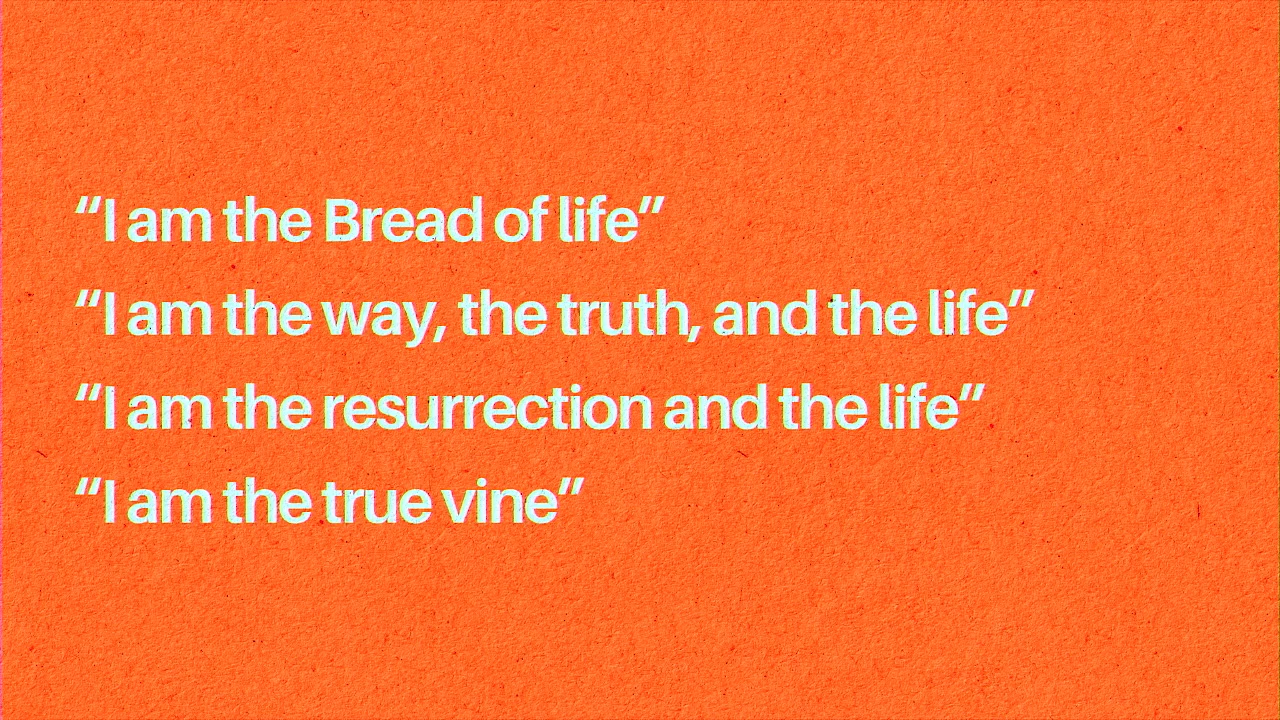 “I am the Bread of life”
“I am the way, the truth, and the life”
“I am the resurrection and the life”
“I am the true vine”